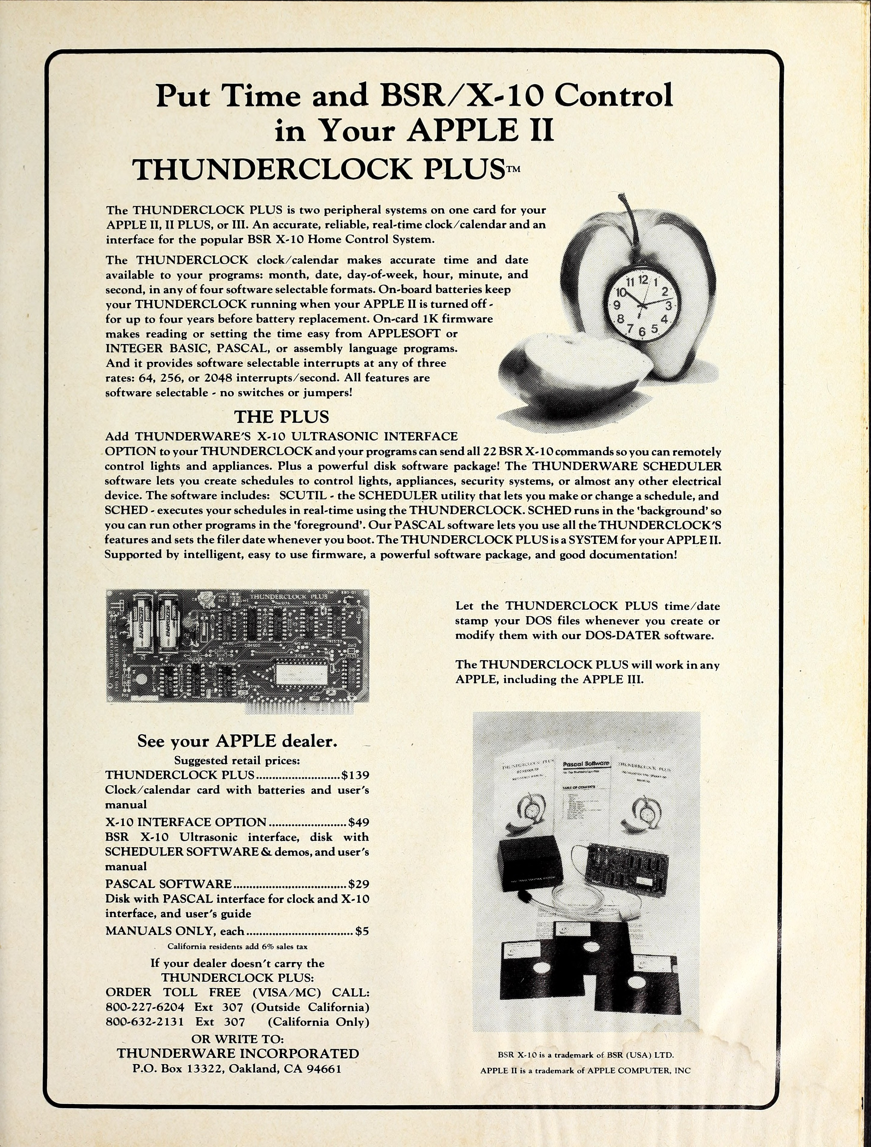 Put Time and BSR/X-10 Control
in Your APPLE II
THUNDERCLOCK PLUS™
The THUNDERCLOCK PLUS is two peripheral systems on one card for your
APPLE II, II PLUS, or III. An accurate, reliable, real-time clock/calendar and an
interface for the popular BSR X-10 Home Control System.
The THUNDERCLOCK clock/calendar makes accurate time and date
available to your programs: month, date, day-of-week, hour, minute, and
second, in any of four software selectable formats. On-board batteries keep
your THUNDERCLOCK running when your APPLE II is turned off -
for up to four years before battery replacement. On-card 1K firmware
makes reading or setting the time easy from APPLESOFT or
INTEGER BASIC, PASCAL, or assembly language programs.
And it provides software selectable interrupts at any of three
rates: 64, 256, or 2048 interrupts/second. All features are
software selectable - no switches or jumpers!
11 12 1
10 2
9 3
8 4
7 6 5
THE PLUS
Add THUNDERWARE'S X-10 ULTRASONIC INTERFACE
OPTION to your THUNDERCLOCK and your programs can send all 22 BSR X-10 commands so you can remotely
control lights and appliances. Plus a powerful disk software package! The THUNDERWARE SCHEDULER
software lets you create schedules to control lights, appliances, security systems, or almost any other electrical
device. The software includes: SCUTIL - the SCHEDULER utility that lets you make or change a schedule, and
SCHED - executes your schedules in real-time using the THUNDERCLOCK. SCHED runs in the 'background' so
you can run other programs in the 'foreground'. Our PASCAL software lets you use all the THUNDERCLOCK'S
features and sets the filer date whenever you boot. The THUNDERCLOCK PLUS is a SYSTEM for your APPLE II.
Supported by intelligent, easy to use firmware, a powerful software package, and good documentation!
THUNDERCLOCK PLUS
Let the THUNDERCLOCK PLUS time/date
stamp your DOS files whenever you create or
modify them with our DOS-DATER software.
The THUNDERCLOCK PLUS will work in any
APPLE, including the APPLE III.
See your APPLE dealer.
Suggested retail prices:
THUNDERCLOCK PLUS..........................$139
Clock/calendar card with batteries and user's
manual
X-10 INTERFACE OPTION ........................$49
BSR X-10 Ultrasonic interface, disk with
SCHEDULER SOFTWARE & demos, and user's
manual
PASCAL SOFTWARE...................................$29
Disk with PASCAL interface for clock and X-10
interface, and user's guide
MANUALS ONLY, each.................................$5
California residents add 6% sales tax
If your dealer doesn't carry the
THUNDERCLOCK PLUS:
ORDER TOLL FREE (VISA/MC) CALL:
800-227-6204 Ext 307 (Outside California)
800-632-2131 Ext 307 (California Only)
OR WRITE TO:
THUNDERWARE INCORPORATED
P.O. Box 13322, Oakland, CA 94661
THUNDERCLOCK PLUS
Pascal Software
TABLE OF CONTENTS
THUNDERCLOCK PLUS
BSR X-10 is a trademark of BSR (USA) LTD.
APPLE II is a trademark of APPLE COMPUTER, INC